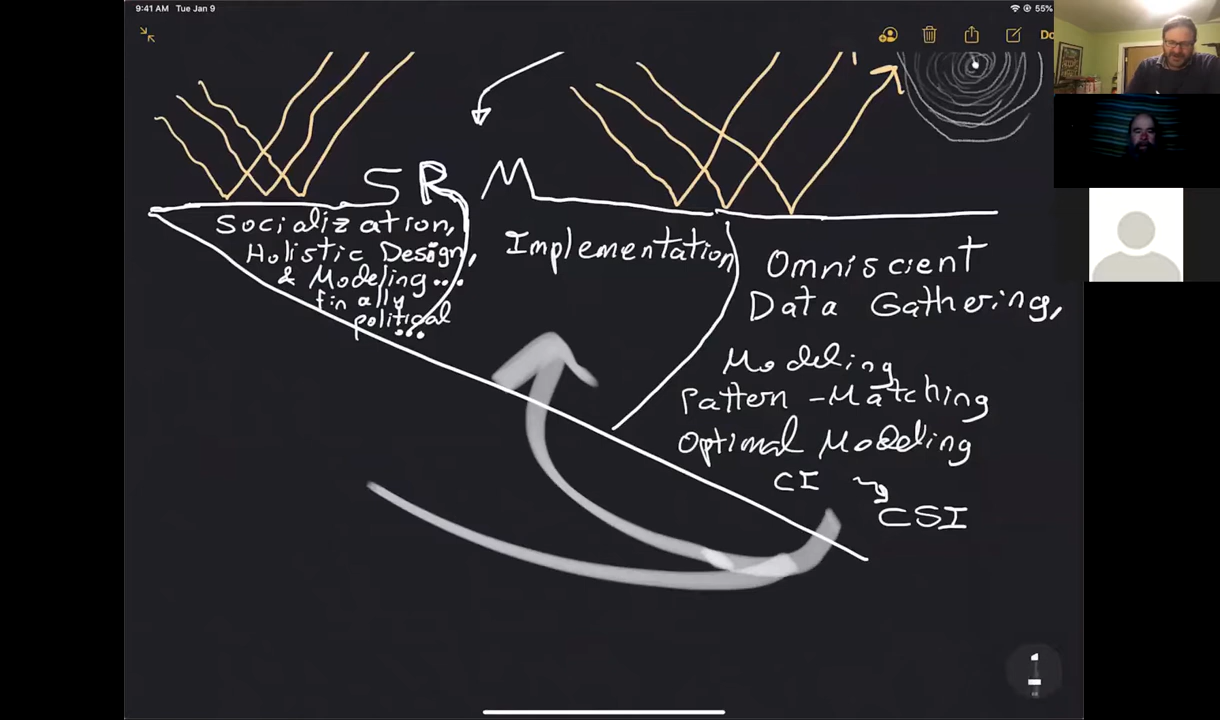 9:41 AM Tue Jan 9
55%
Do
SRM
Socialization,
Holistic Design,
& Modeling...
finally
political
...
Implementation
Omniscient
Data Gathering,
Modeling
Pattern-Matching
Optimal Modeling
CI
CSI